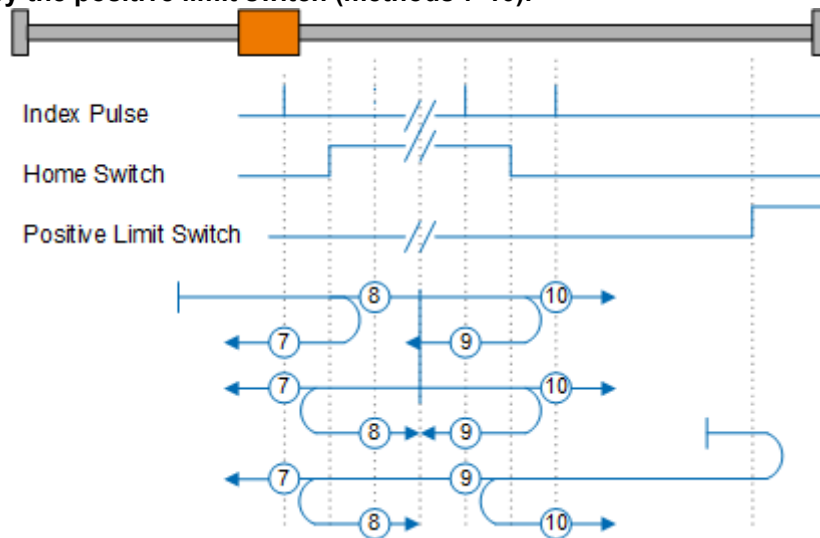 by the positive limit switch (Methods 7-10).
Index Pulse
Home Switch
Positive Limit Switch
8 10
7 9
7 10
8 9
7 9
8 10